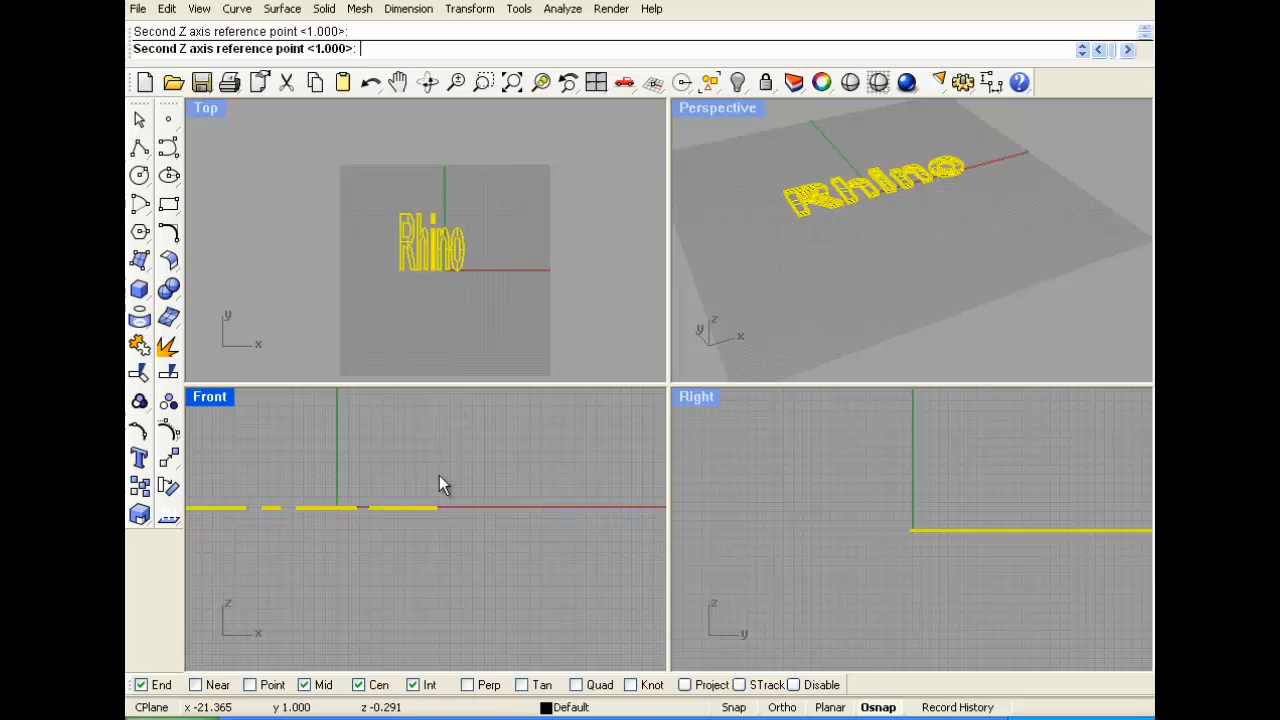 File Edit View Curve Surface Solid Mesh Dimension Transform Tools Analyze Render Help
Second Z axis reference point <1.000>:
Second Z axis reference point <1.000>:
Top
Perspective
Rhino
Rhino
y
x
z
y
x
Front
Right
z
x
z
y
End Near Point Mid Cen Int Perp Tan Quad Knot Project STrack Disable
CPlane x -21.365 y 1.000 z -0.291 Default Snap Ortho Planar Osnap Record History